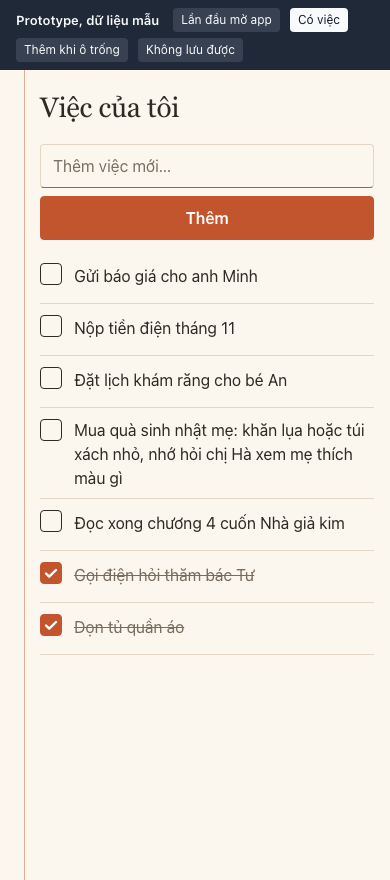 Prototype, dữ liệu mẫu
Lần đầu mở app
Có việc
Thêm khi ô trống
Không lưu được
Việc của tôi
Thêm việc mới...
Thêm
Gửi báo giá cho anh Minh
Nộp tiền điện tháng 11
Đặt lịch khám răng cho bé An
Mua quà sinh nhật mẹ: khăn lụa hoặc túi
xách nhỏ, nhớ hỏi chị Hà xem mẹ thích
màu gì
Đọc xong chương 4 cuốn Nhà giả kim
Gọi điện hỏi thăm bác Tư
Dọn tủ quần áo